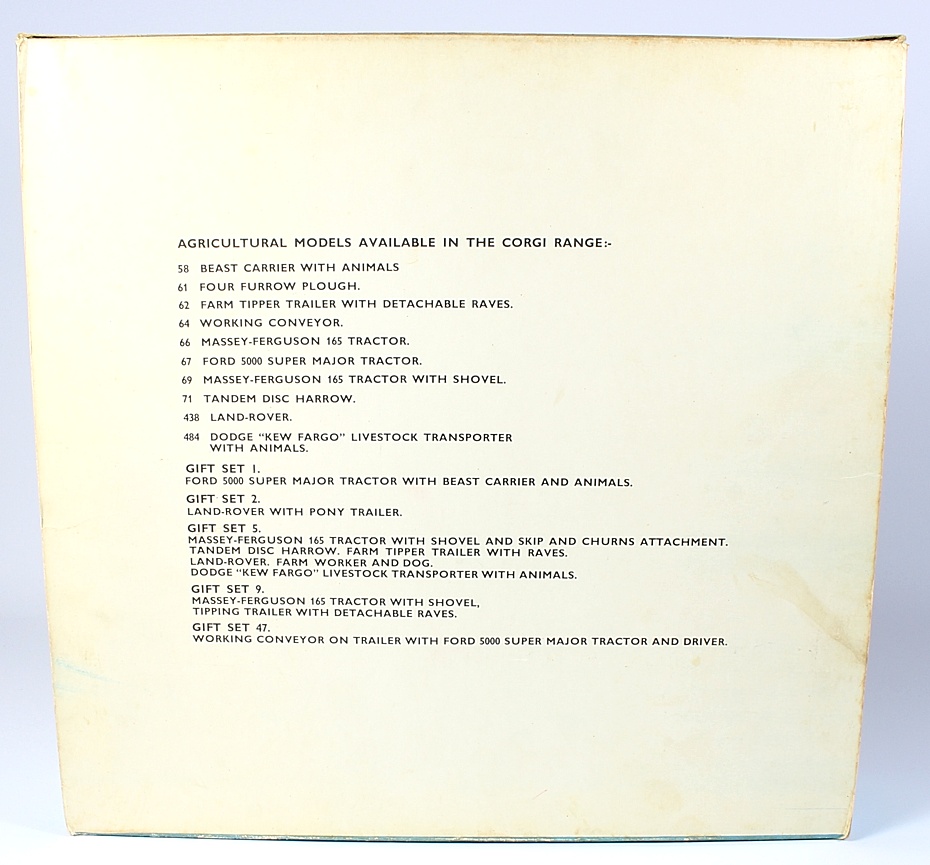 AGRICULTURAL MODELS AVAILABLE IN THE CORGI RANGE:-
58 BEAST CARRIER WITH ANIMALS
61 FOUR FURROW PLOUGH.
62 FARM TIPPER TRAILER WITH DETACHABLE RAVES.
64 WORKING CONVEYOR.
66 MASSEY-FERGUSON 165 TRACTOR.
67 FORD 5000 SUPER MAJOR TRACTOR.
69 MASSEY-FERGUSON 165 TRACTOR WITH SHOVEL.
71 TANDEM DISC HARROW.
438 LAND-ROVER.
484 DODGE "KEW FARGO" LIVESTOCK TRANSPORTER
WITH ANIMALS.
GIFT SET 1.
FORD 5000 SUPER MAJOR TRACTOR WITH BEAST CARRIER AND ANIMALS.
GIFT SET 2.
LAND-ROVER WITH PONY TRAILER.
GIFT SET 5.
MASSEY-FERGUSON 165 TRACTOR WITH SHOVEL AND SKIP AND CHURNS ATTACHMENT.
TANDEM DISC HARROW. FARM TIPPER TRAILER WITH RAVES.
LAND-ROVER. FARM WORKER AND DOG.
DODGE "KEW FARGO" LIVESTOCK TRANSPORTER WITH ANIMALS.
GIFT SET 9.
MASSEY-FERGUSON 165 TRACTOR WITH SHOVEL,
TIPPING TRAILER WITH DETACHABLE RAVES.
GIFT SET 47.
WORKING CONVEYOR ON TRAILER WITH FORD 5000 SUPER MAJOR TRACTOR AND DRIVER.